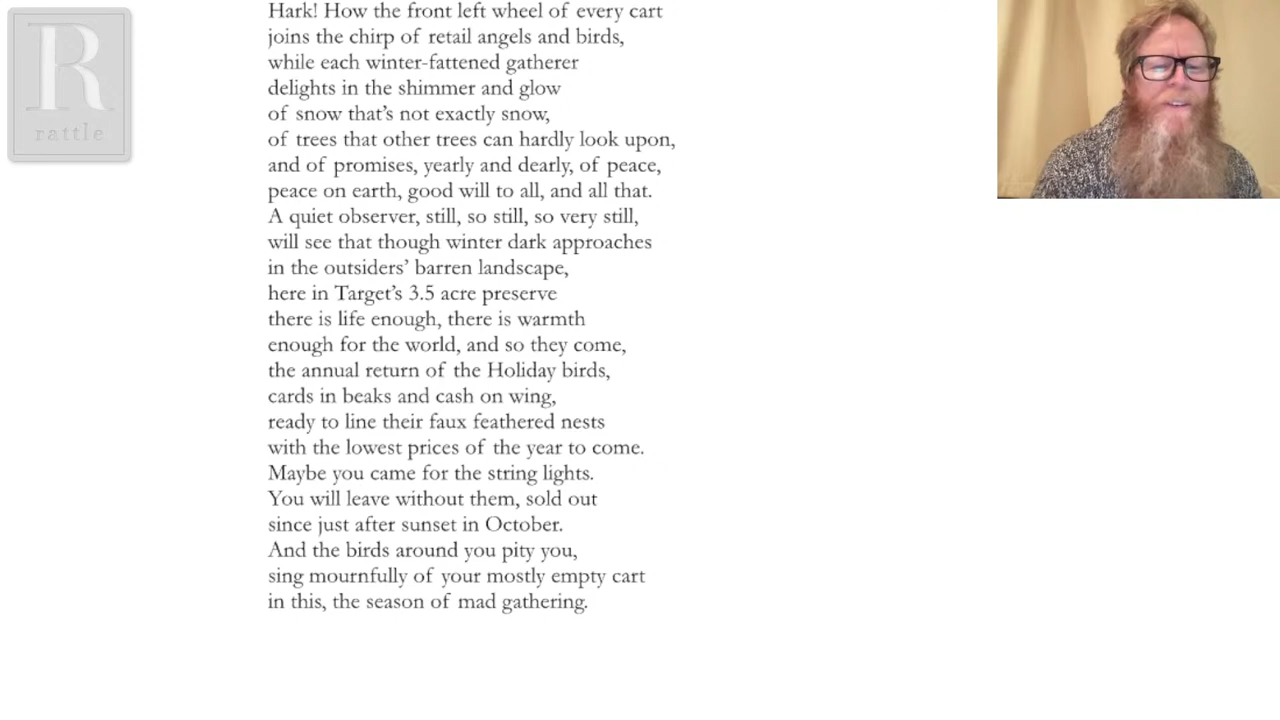 Hark! How the front left wheel of every cart
joins the chirp of retail angels and birds,
while each winter-fattened gatherer
delights in the shimmer and glow
of snow that's not exactly snow,
of trees that other trees can hardly look upon,
and of promises, yearly and dearly, of peace,
peace on earth, good will to all, and all that.
A quiet observer, still, so still, so very still,
will see that though winter dark approaches
in the outsiders' barren landscape,
here in Target's 3.5 acre preserve
there is life enough, there is warmth
enough for the world, and so they come,
the annual return of the Holiday birds,
cards in beaks and cash on wing,
ready to line their faux feathered nests
with the lowest prices of the year to come.
Maybe you came for the string lights.
You will leave without them, sold out
since just after sunset in October.
And the birds around you pity you,
sing mournfully of your mostly empty cart
in this, the season of mad gathering.
R
rattle